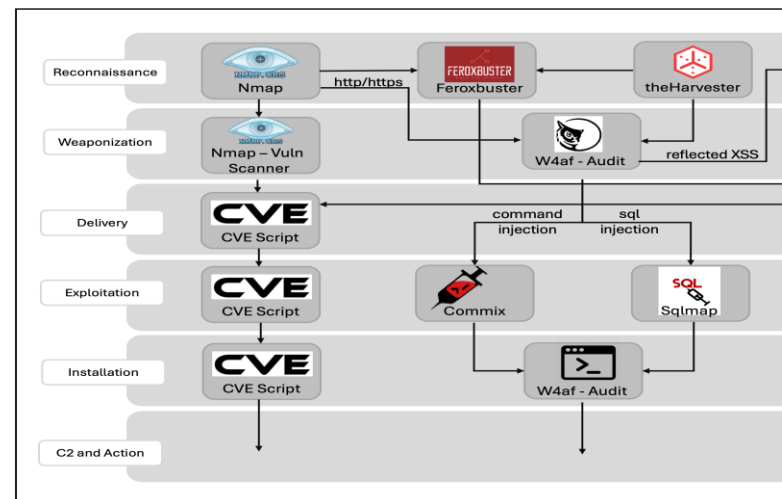 Reconnaissance
NMAP.ORG
Nmap
http/https
FEROXBUSTER
Feroxbuster
theHarvester
Weaponization
Nmap – Vuln
Scanner
W4af - Audit
reflected XSS
Delivery
CVE
CVE Script
command
injection
sql
injection
Exploitation
CVE
CVE Script
Commix
SQL
Sqlmap
Installation
CVE
CVE Script
>_
W4af - Audit
C2 and Action